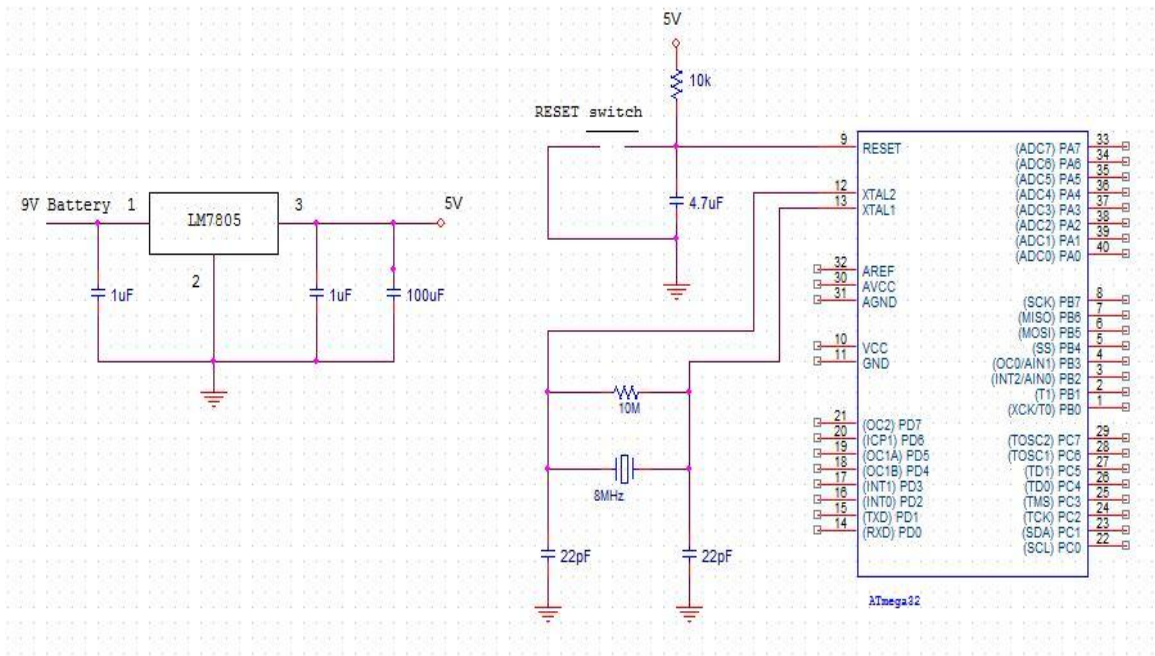 5V
10k
RESET switch
9V Battery 1
LM7805
3
5V
2
1uF
1uF
100uF
4.7uF
10M
8MHz
22pF
22pF
9 RESET
12 XTAL2
13 XTAL1
32 AREF
30 AVCC
31 AGND
10 VCC
11 GND
21 (OC2) PD7
20 (ICP1) PD6
19 (OC1A) PD5
18 (OC1B) PD4
17 (INT1) PD3
16 (INT0) PD2
15 (TXD) PD1
14 (RXD) PD0
(ADC7) PA7 33
(ADC6) PA6 34
(ADC5) PA5 35
(ADC4) PA4 36
(ADC3) PA3 37
(ADC2) PA2 38
(ADC1) PA1 39
(ADC0) PA0 40
(SCK) PB7 8
(MISO) PB6 7
(MOSI) PB5 6
(SS) PB4 5
(OC0/AIN1) PB3 4
(INT2/AIN0) PB2 3
(T1) PB1 2
(XCK/T0) PB0 1
(TOSC2) PC7 29
(TOSC1) PC6 28
(TD1) PC5 27
(TD0) PC4 26
(TMS) PC3 25
(TCK) PC2 24
(SDA) PC1 23
(SCL) PC0 22
ATmega32